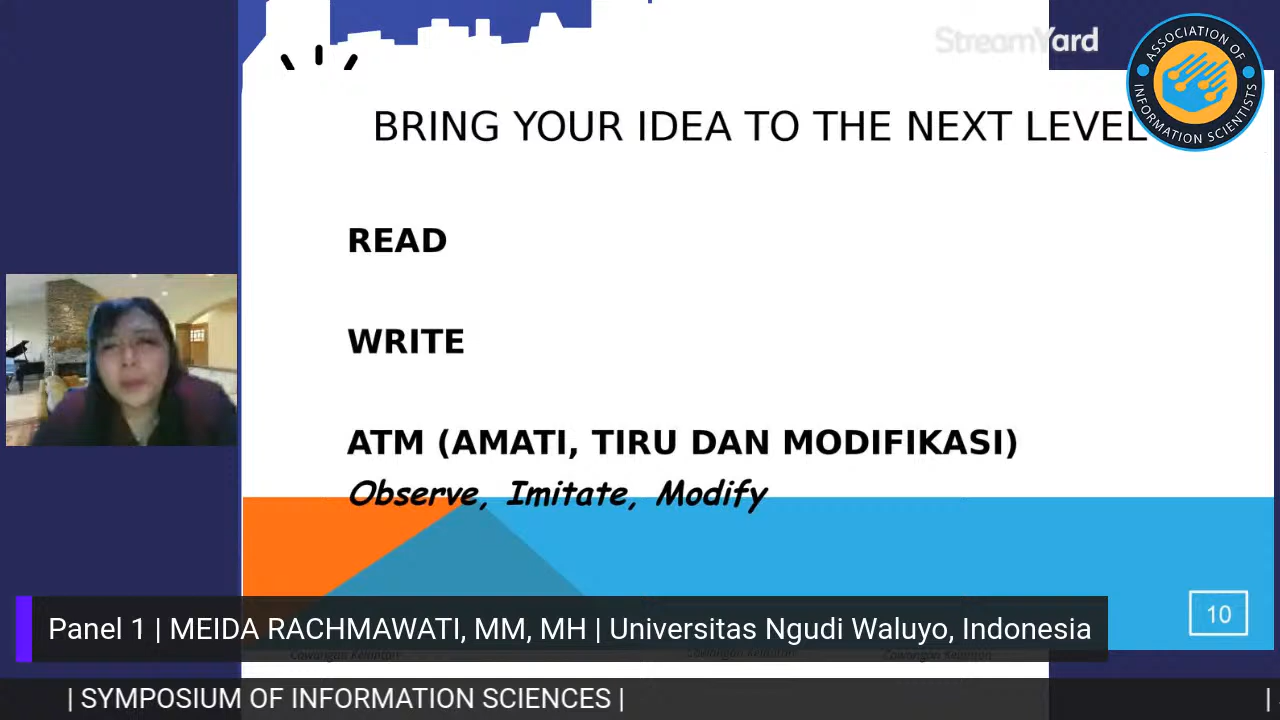 StreamYard
ASSOCIATION OF
INFORMATION SCIENTISTS
BRING YOUR IDEA TO THE NEXT LEVEL
READ
WRITE
ATM (AMATI, TIRU DAN MODIFIKASI)
Observe, Imitate, Modify
10
Panel 1 | MEIDA RACHMAWATI, MM, MH | Universitas Ngudi Waluyo, Indonesia
| SYMPOSIUM OF INFORMATION SCIENCES | |